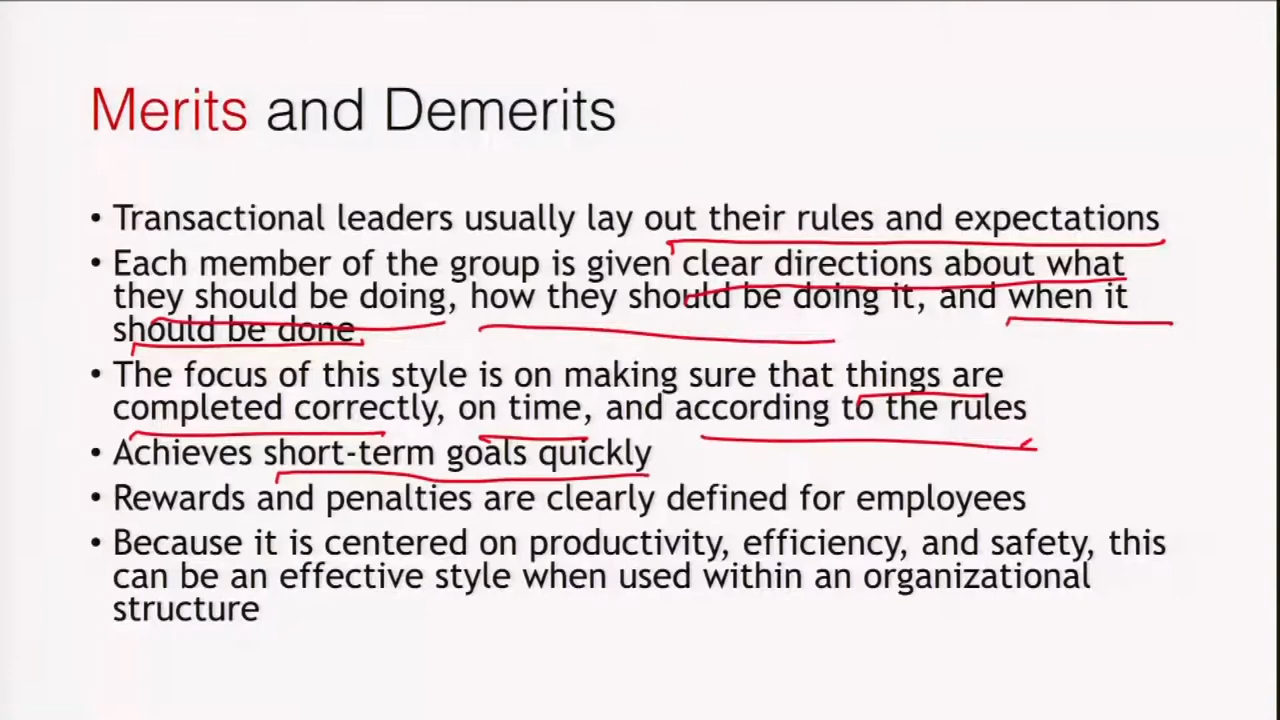 Merits and Demerits
• Transactional leaders usually lay out their rules and expectations
• Each member of the group is given clear directions about what
they should be doing, how they should be doing it, and when it
should be done.
• The focus of this style is on making sure that things are
completed correctly, on time, and according to the rules
• Achieves short-term goals quickly
• Rewards and penalties are clearly defined for employees
• Because it is centered on productivity, efficiency, and safety, this
can be an effective style when used within an organizational
structure